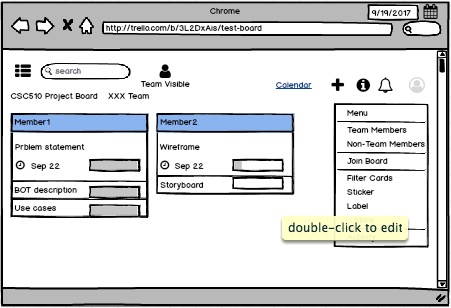 Chrome
9/19/2017
http://trello.com/b/3L2DxAis/test-board
search
Team Visible
Calendar
CSC510 Project Board XXX Team
Member1
Prblem statement
Sep 22
BOT description
Use cases
Member2
Wireframe
Sep 22
Storyboard
Menu
Team Members
Non-Team Members
Join Board
Filter Cards
Sticker
Label
double-click to edit